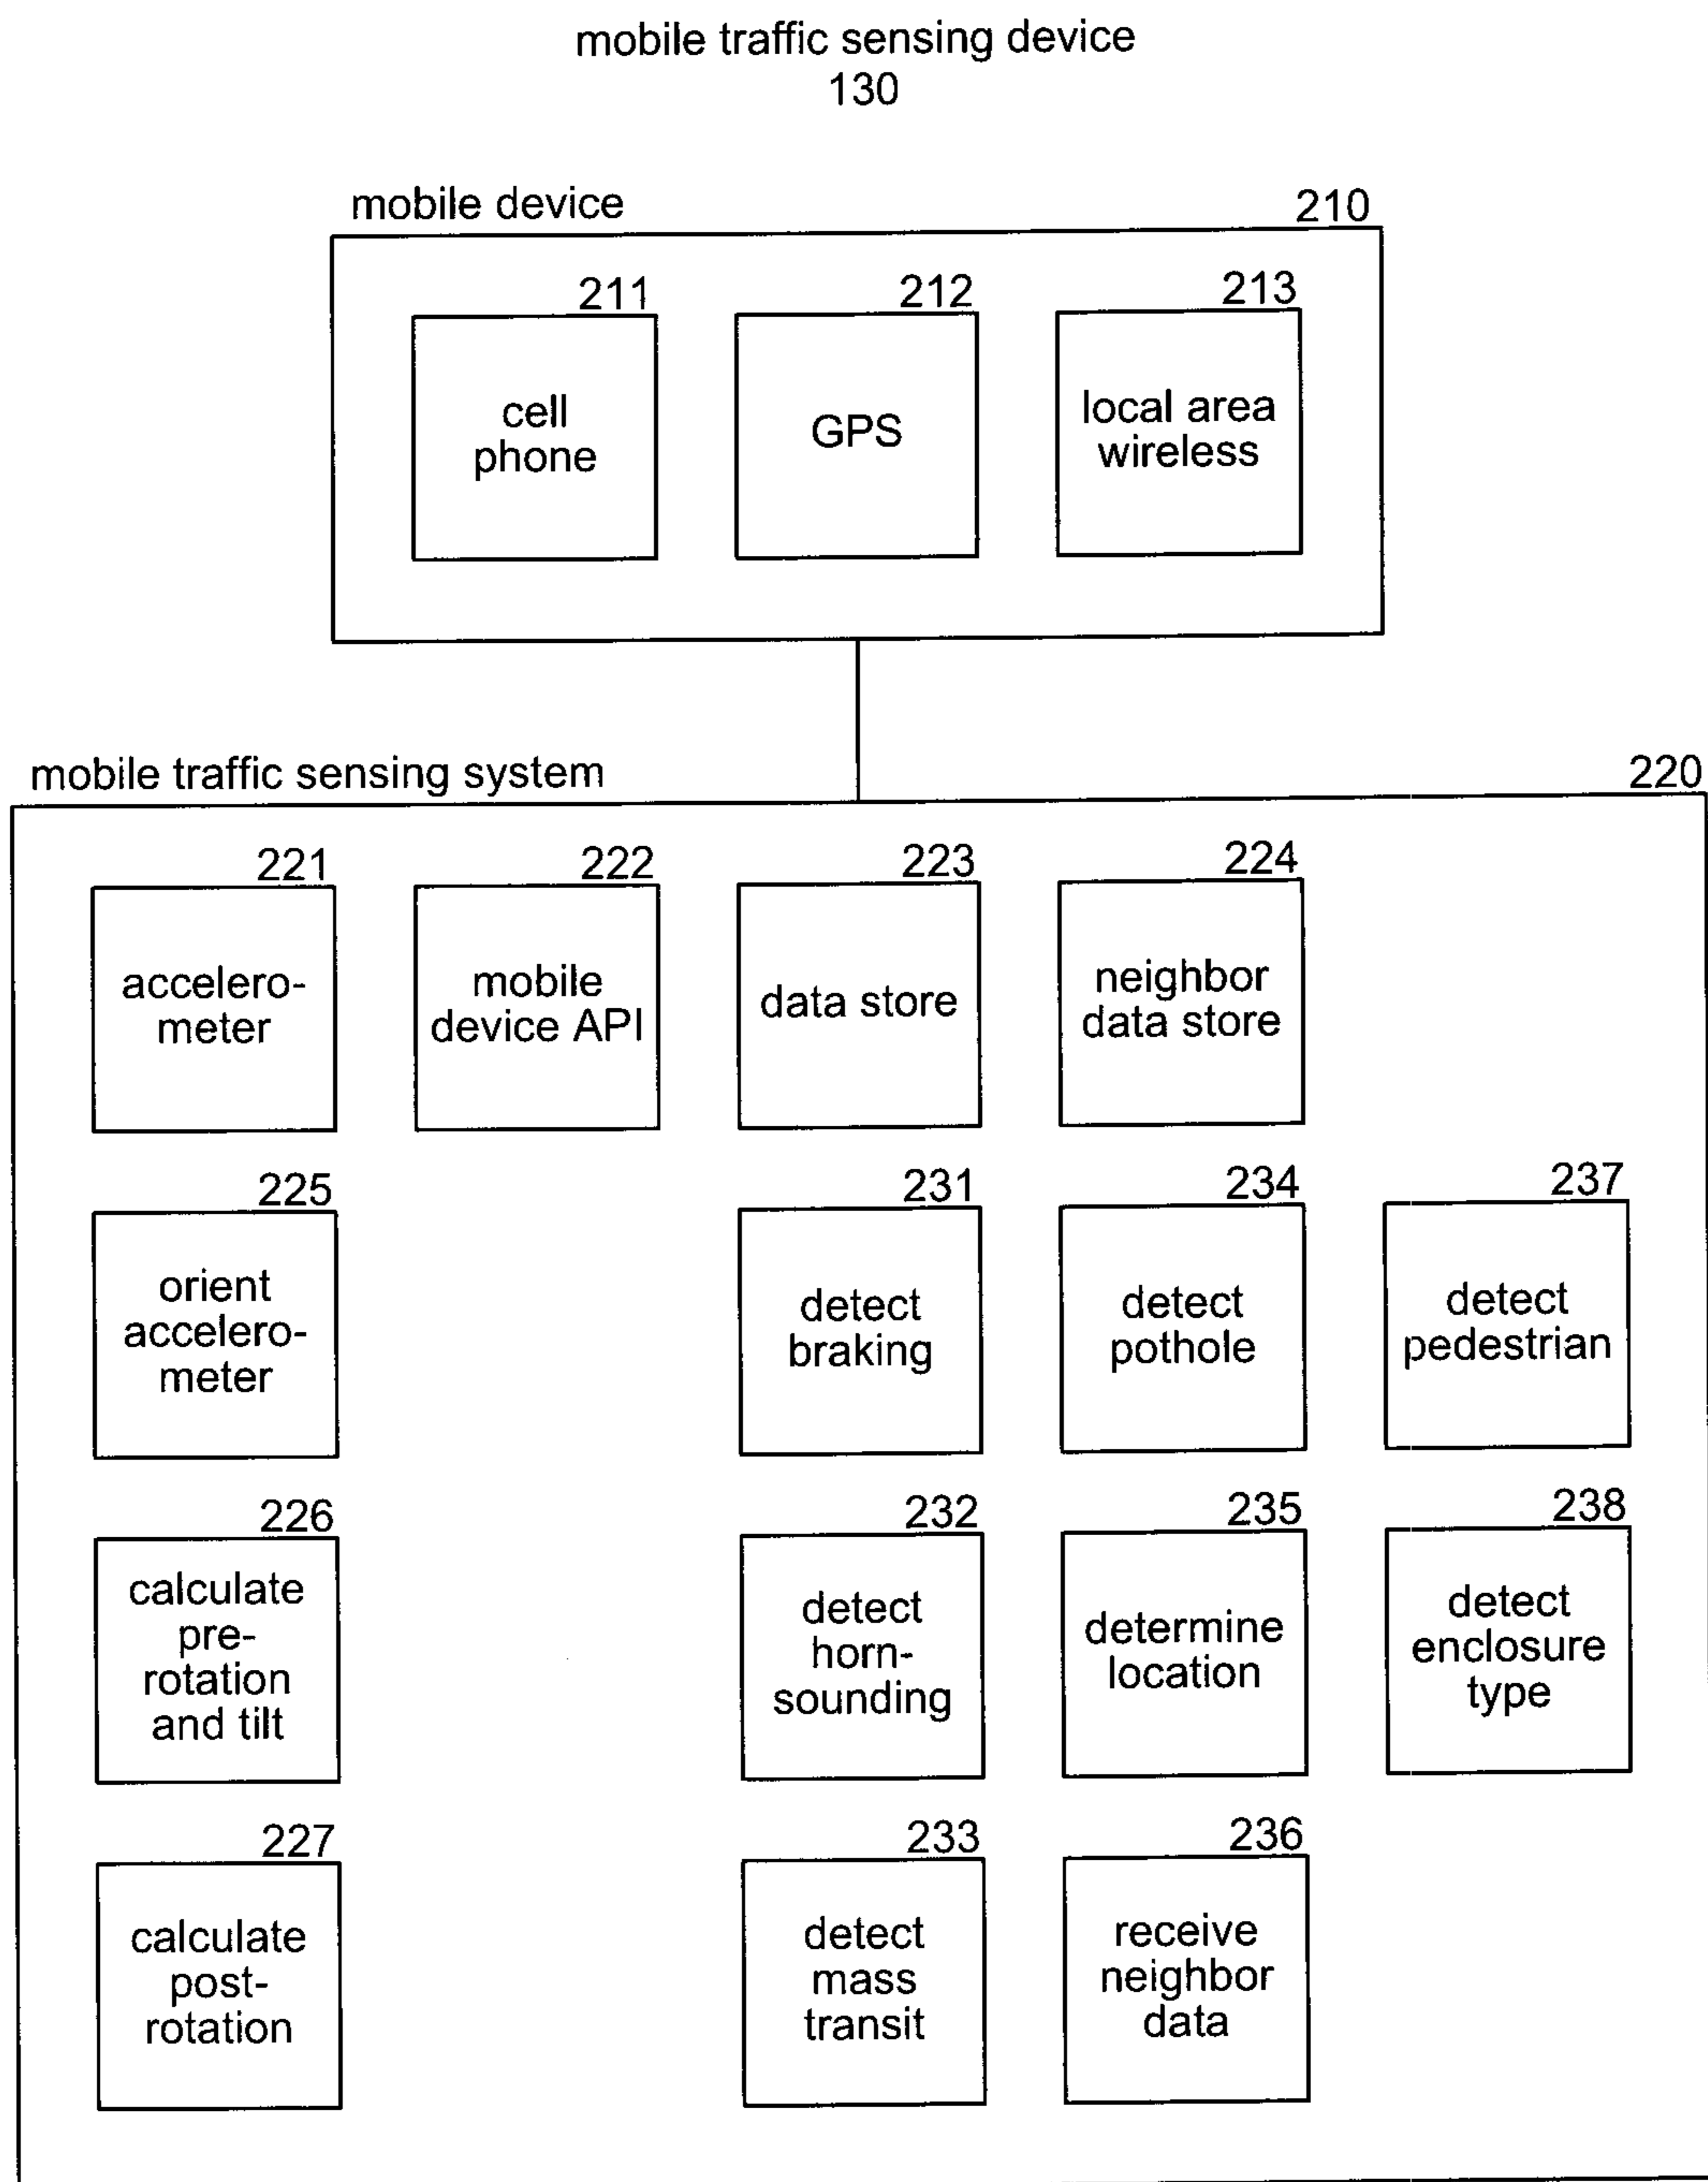 mobile traffic sensing device
130
mobile device
210
211
212
213
cell
phone
GPS
local area
wireless
mobile traffic sensing system
220
221
222
223
224
accelero-
meter
mobile
device API
data store
neighbor
data store
225
231
234
237
orient
accelero-
meter
detect
braking
detect
pothole
detect
pedestrian
226
232
235
238
calculate
pre-
rotation
and tilt
detect
horn-
sounding
determine
location
detect
enclosure
type
227
233
236
calculate
post-
rotation
detect
mass
transit
receive
neighbor
data